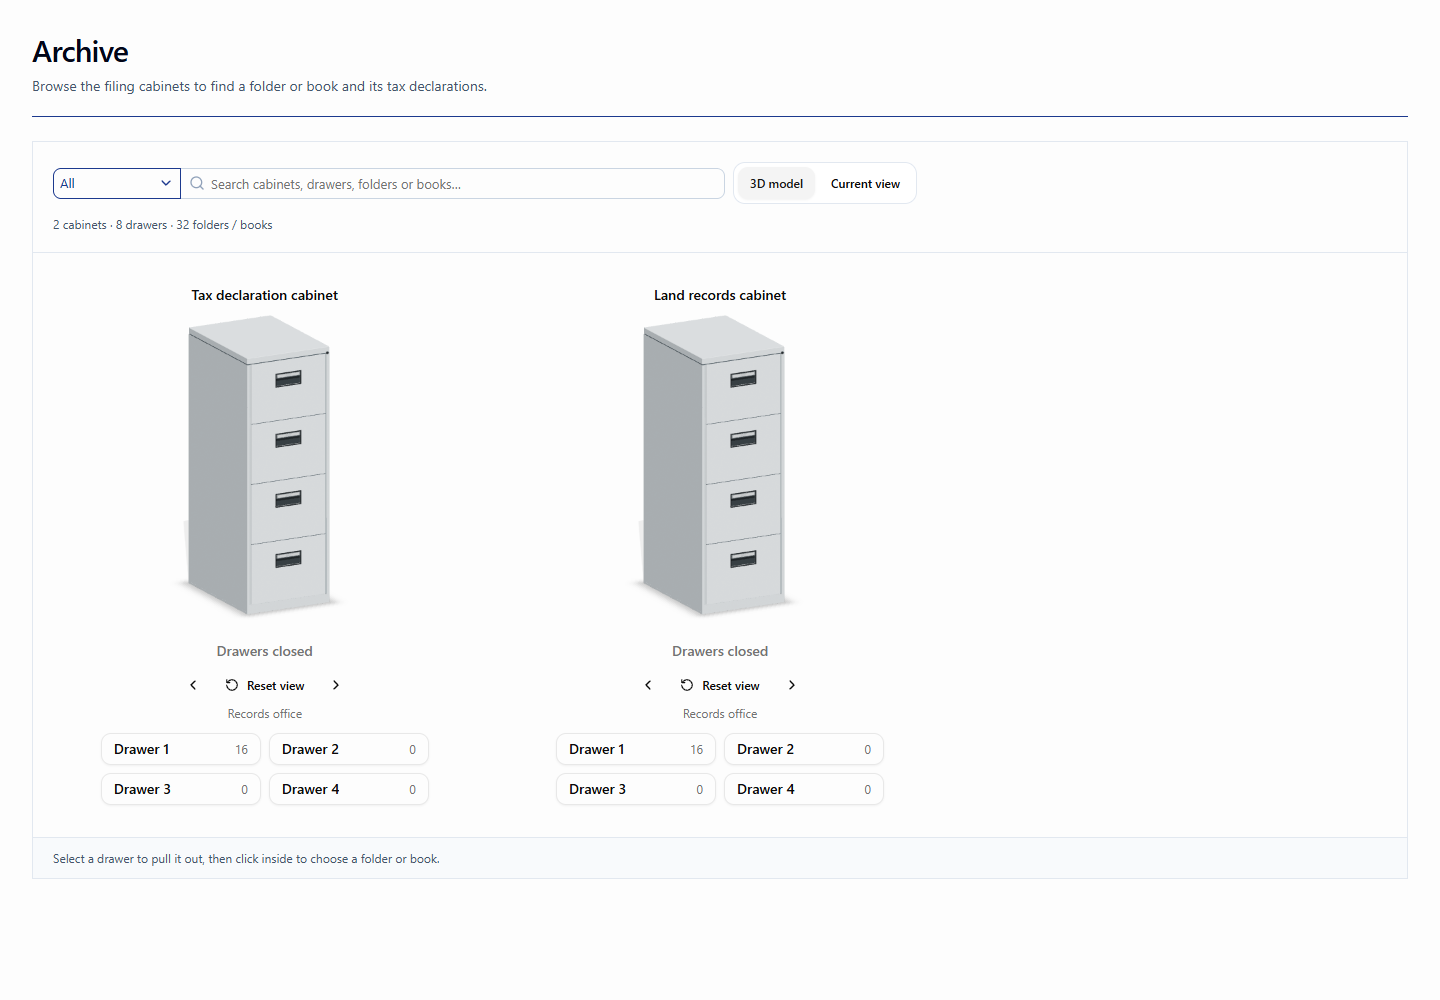 Archive
Browse the filing cabinets to find a folder or book and its tax declarations.
All
Search cabinets, drawers, folders or books...
3D model
Current view
2 cabinets · 8 drawers · 32 folders / books
Tax declaration cabinet
Drawers closed
Reset view
Records office
Drawer 1 16
Drawer 2 0
Drawer 3 0
Drawer 4 0
Land records cabinet
Drawers closed
Reset view
Records office
Drawer 1 16
Drawer 2 0
Drawer 3 0
Drawer 4 0
Select a drawer to pull it out, then click inside to choose a folder or book.